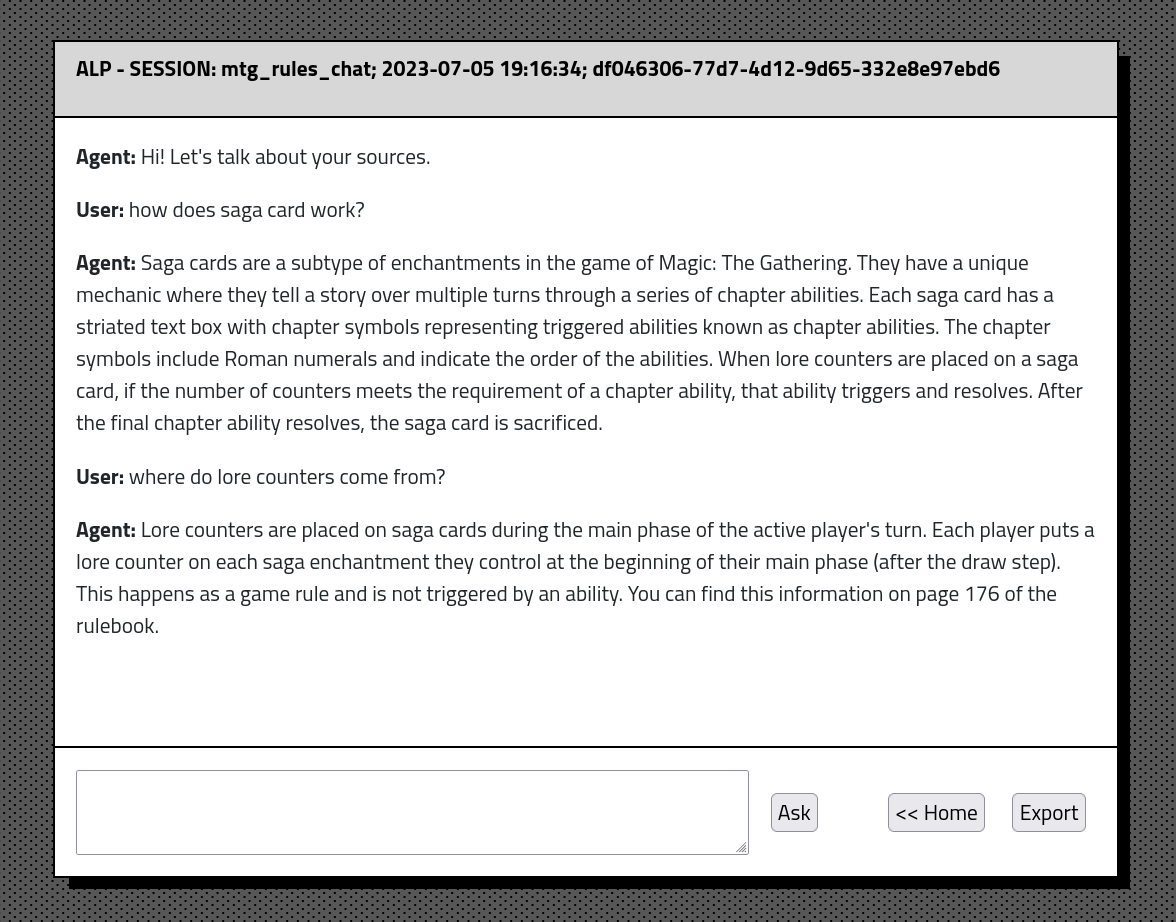 ALP - SESSION: mtg_rules_chat; 2023-07-05 19:16:34; df046306-77d7-4d12-9d65-332e8e97ebd6
Agent: Hi! Let's talk about your sources.
User: how does saga card work?
Agent: Saga cards are a subtype of enchantments in the game of Magic: The Gathering. They have a unique
mechanic where they tell a story over multiple turns through a series of chapter abilities. Each saga card has a
striated text box with chapter symbols representing triggered abilities known as chapter abilities. The chapter
symbols include Roman numerals and indicate the order of the abilities. When lore counters are placed on a saga
card, if the number of counters meets the requirement of a chapter ability, that ability triggers and resolves. After
the final chapter ability resolves, the saga card is sacrificed.
User: where do lore counters come from?
Agent: Lore counters are placed on saga cards during the main phase of the active player's turn. Each player puts a
lore counter on each saga enchantment they control at the beginning of their main phase (after the draw step).
This happens as a game rule and is not triggered by an ability. You can find this information on page 176 of the
rulebook.
Ask
<< Home
Export